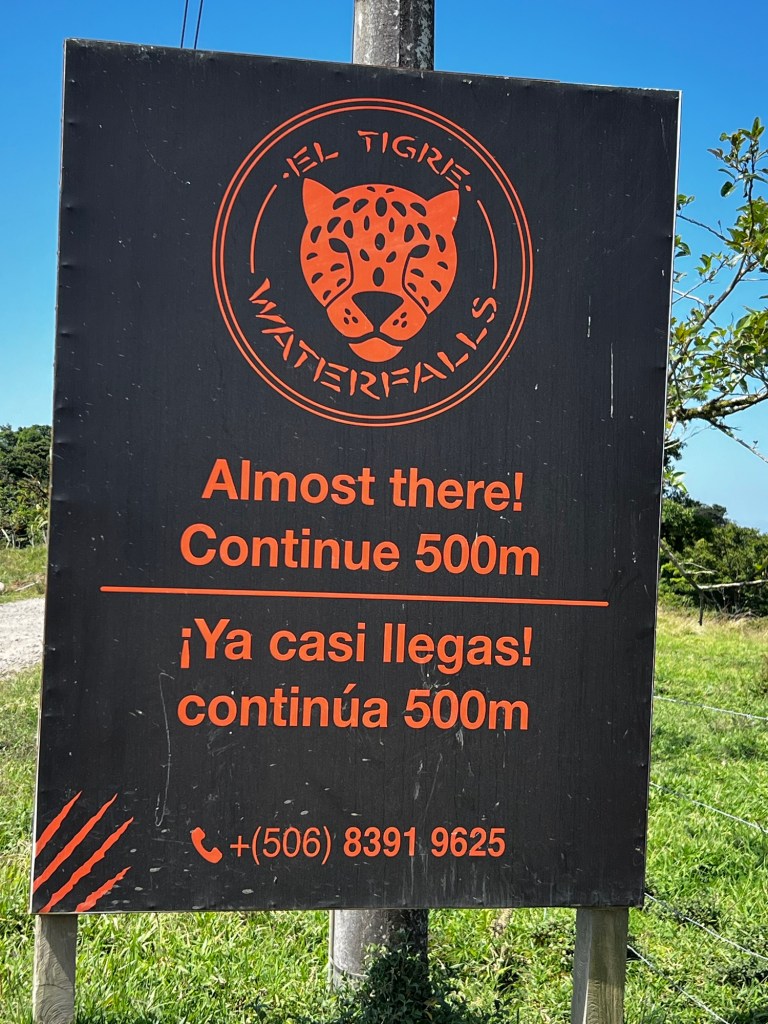 EL TIGRE
WATERFALLS
Almost there!
Continue 500m
¡Ya casi llegas!
continúa 500m
+(506) 8391 9625